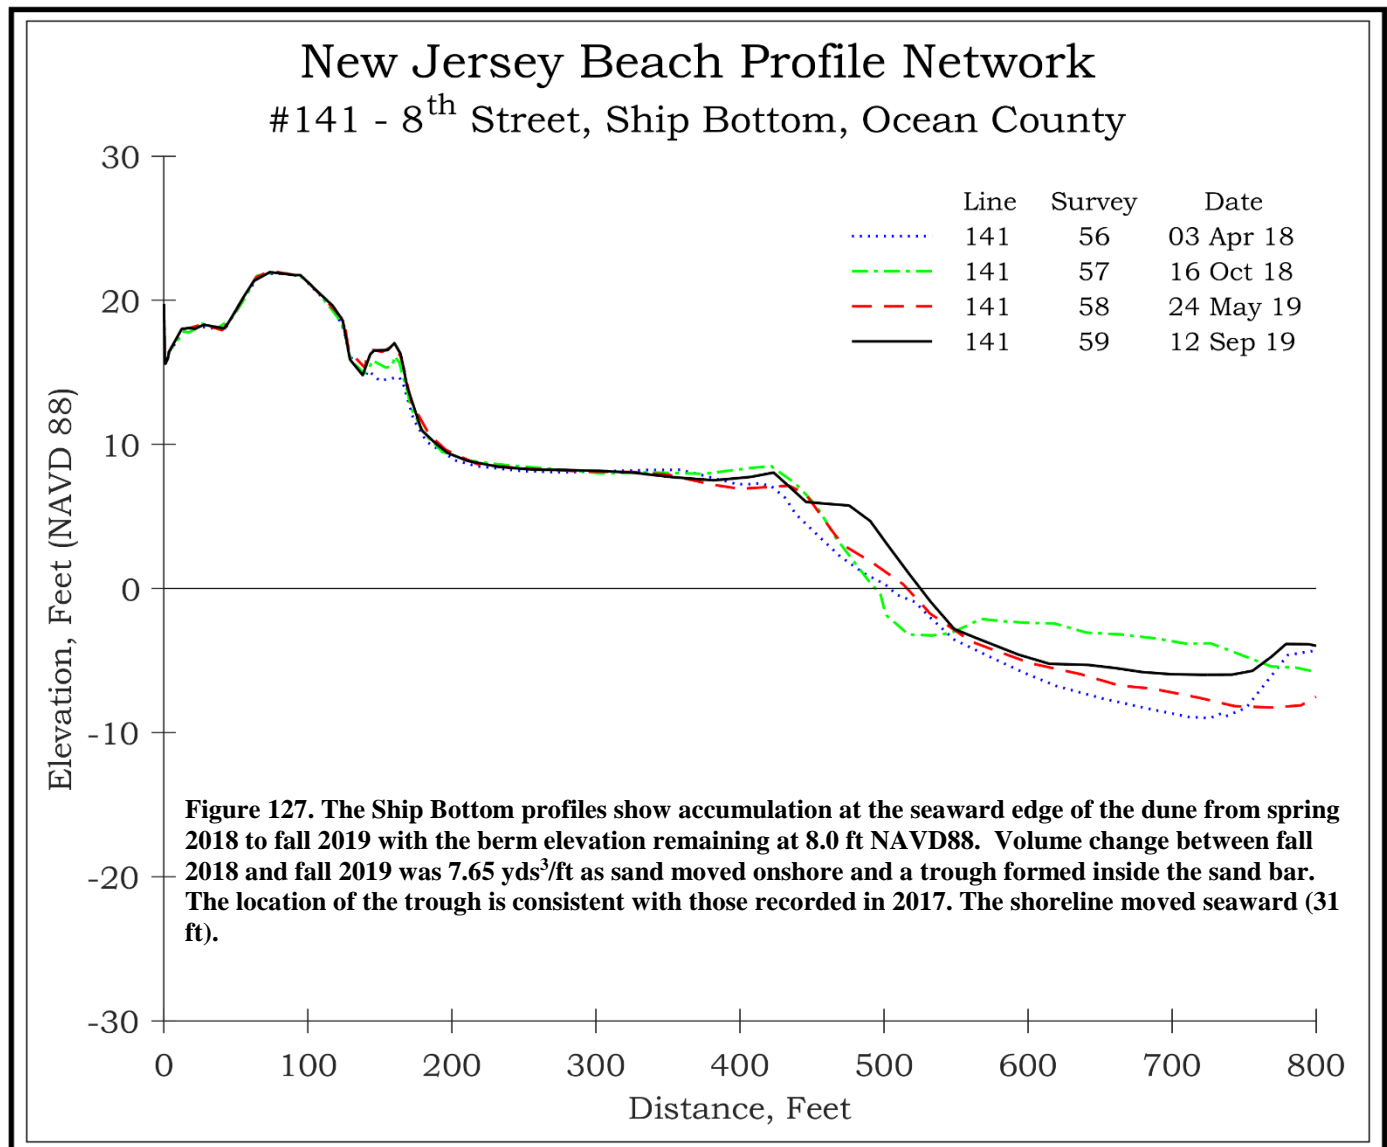 New Jersey Beach Profile Network
#141 - 8th Street, Ship Bottom, Ocean County
Line Survey Date
141 56 03 Apr 18
141 57 16 Oct 18
141 58 24 May 19
141 59 12 Sep 19
Elevation, Feet (NAVD 88)
30
20
10
0
-10
-20
-30
Figure 127. The Ship Bottom profiles show accumulation at the seaward edge of the dune from spring
2018 to fall 2019 with the berm elevation remaining at 8.0 ft NAVD88. Volume change between fall
2018 and fall 2019 was 7.65 yds³/ft as sand moved onshore and a trough formed inside the sand bar.
The location of the trough is consistent with those recorded in 2017. The shoreline moved seaward (31
ft).
0 100 200 300 400 500 600 700 800
Distance, Feet